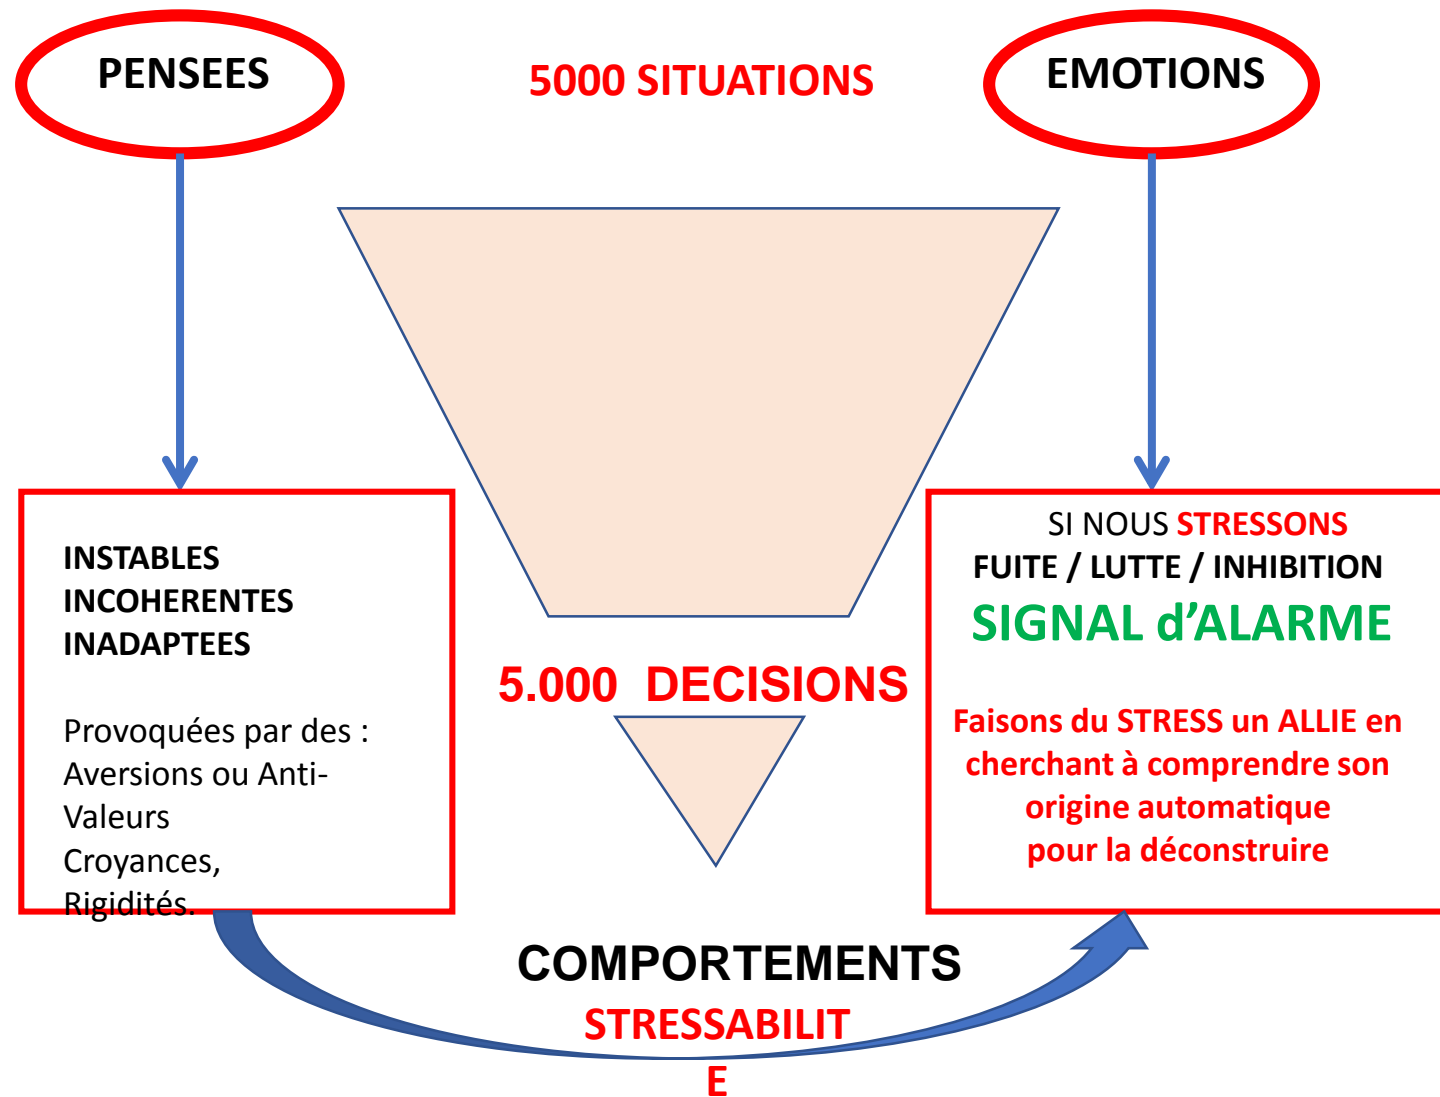 PENSEES
5000 SITUATIONS
EMOTIONS
INSTABLES
INCOHERENTES
INADAPTEES
Provoquées par des :
Aversions ou Anti-
Valeurs
Croyances,
Rigidités.
5.000 DECISIONS
SI NOUS STRESSONS
FUITE / LUTTE / INHIBITION
SIGNAL d’ALARME
Faisons du STRESS un ALLIE en
cherchant à comprendre son
origine automatique
pour la déconstruire
COMPORTEMENTS
STRESSABILIT
E